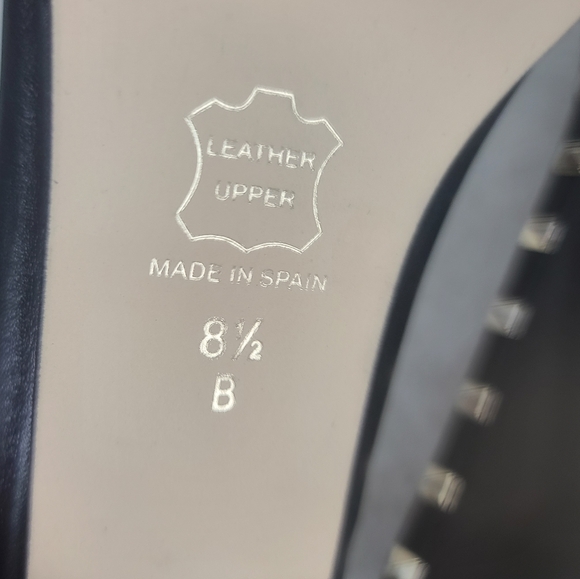 LEATHER
UPPER
MADE IN SPAIN
8½
B